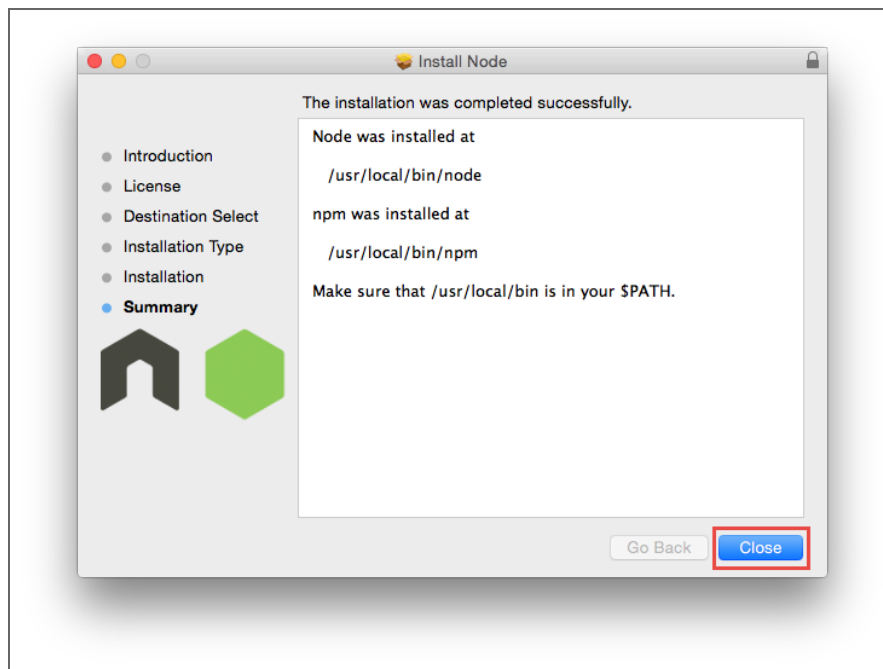 Install Node
The installation was completed successfully.
Introduction
License
Destination Select
Installation Type
Installation
Summary
Node was installed at
/usr/local/bin/node
npm was installed at
/usr/local/bin/npm
Make sure that /usr/local/bin is in your $PATH.
Go Back
Close